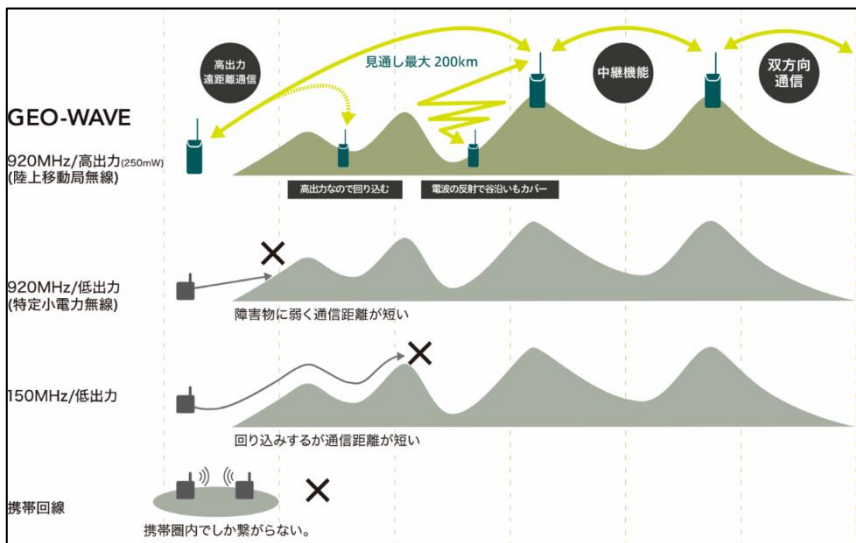 高出力
遠距離通信
見通し最大 200km
中継機能
双方向
通信
GEO-WAVE
920MHz/高出力(250mW)
(陸上移動局無線)
高出力なので回り込む
電波の反射で谷沿いもカバー
920MHz/低出力
(特定小電力無線)
障害物に弱く通信距離が短い
150MHz/低出力
回り込みするが通信距離が短い
携帯回線
携帯圏内でしか繋がらない。